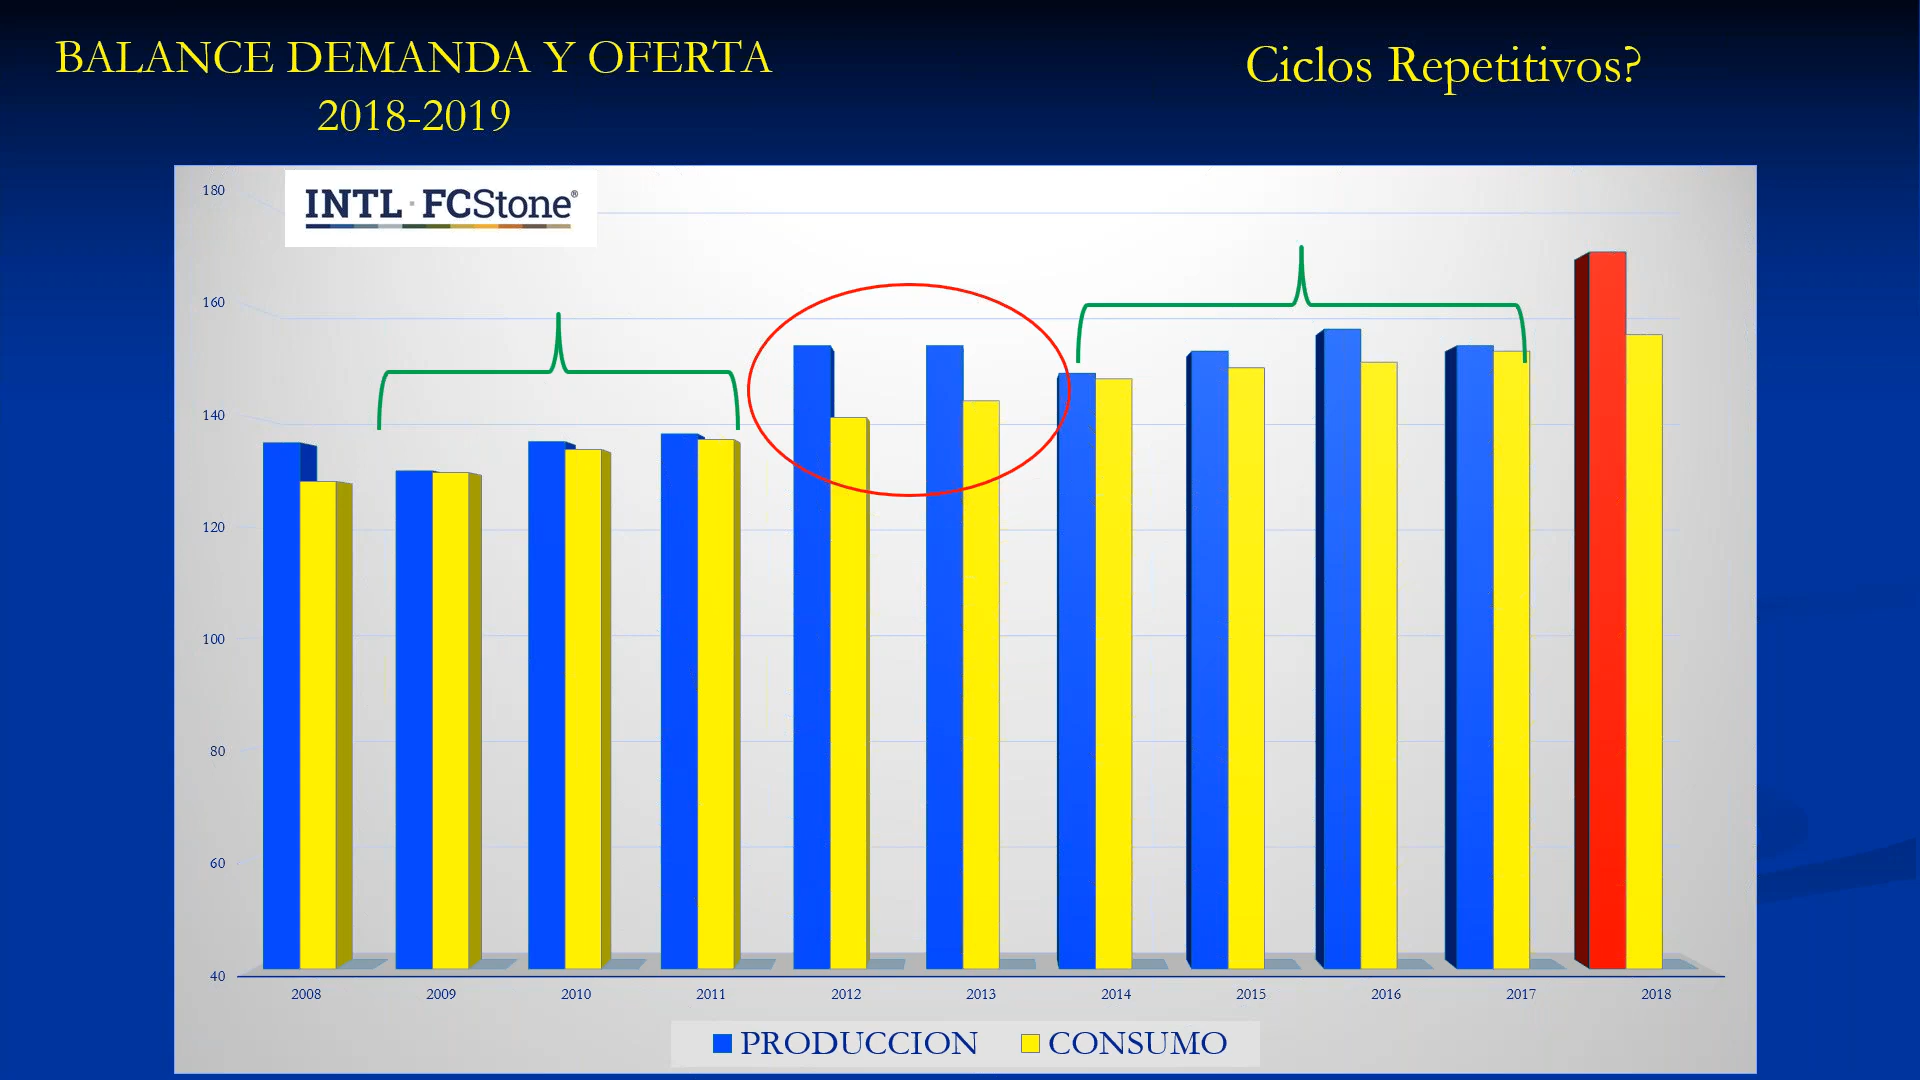 BALANCE DEMANDA Y OFERTA
2018-2019
Ciclos Repetitivos?
INTL · FCStone®
180
160
140
120
100
80
60
40
2008 2009 2010 2011 2012 2013 2014 2015 2016 2017 2018
PRODUCCION CONSUMO